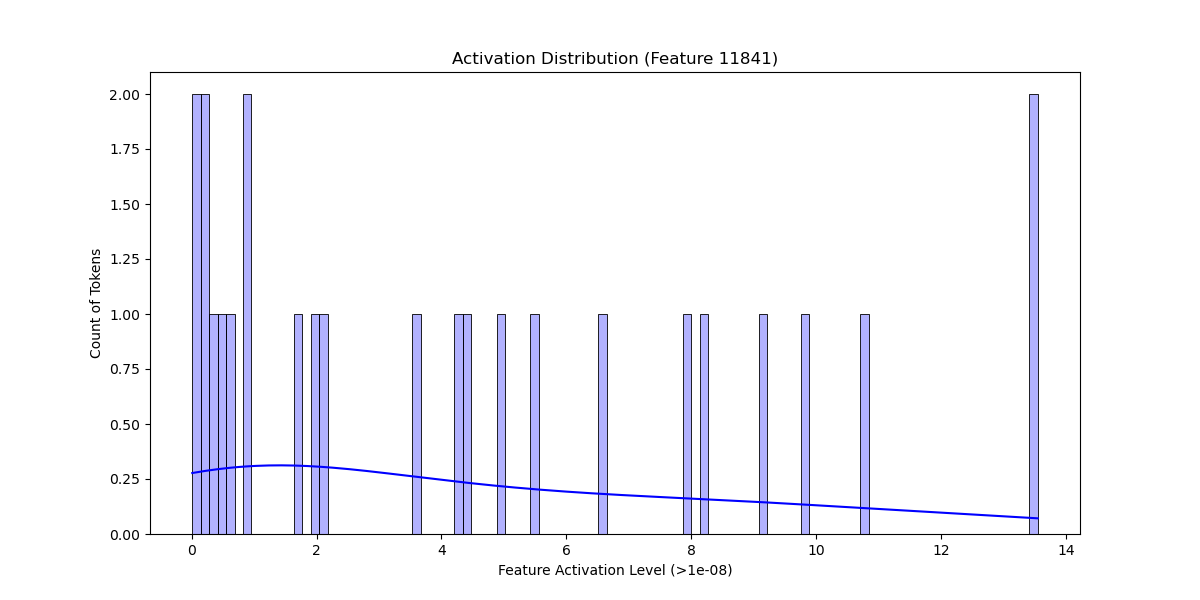 Activation Distribution (Feature 11841)
Count of Tokens
2.00
1.75
1.50
1.25
1.00
0.75
0.50
0.25
0.00
0 2 4 6 8 10 12 14
Feature Activation Level (>1e-08)